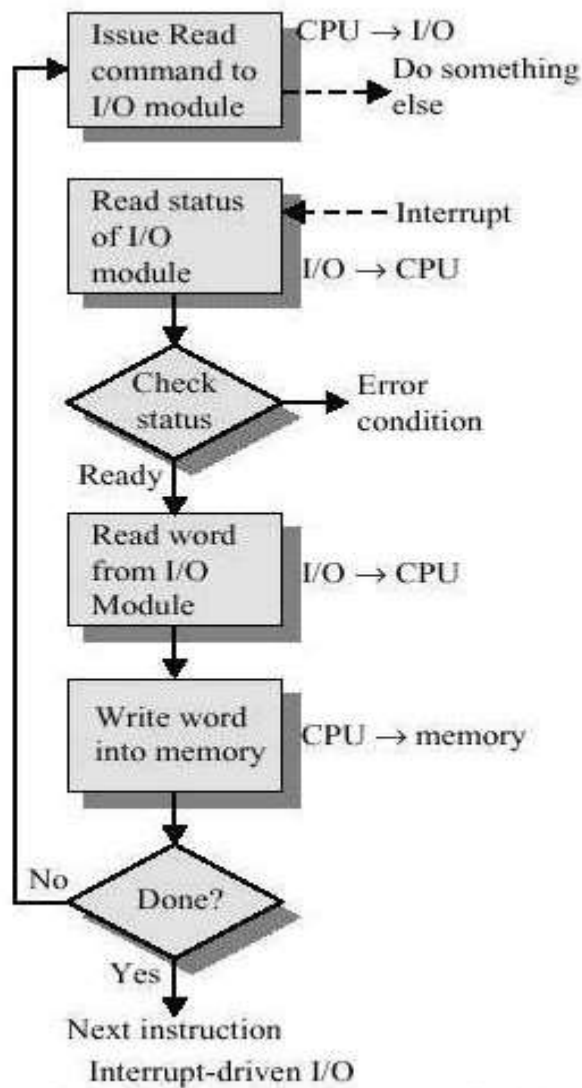 Issue Read
command to
I/O module
CPU → I/O
Do something
else
Read status
of I/O
module
Interrupt
I/O → CPU
Check
status
Error
condition
Ready
Read word
from I/O
Module
I/O → CPU
Write word
into memory
CPU → memory
No
Done?
Yes
Next instruction
Interrupt-driven I/O